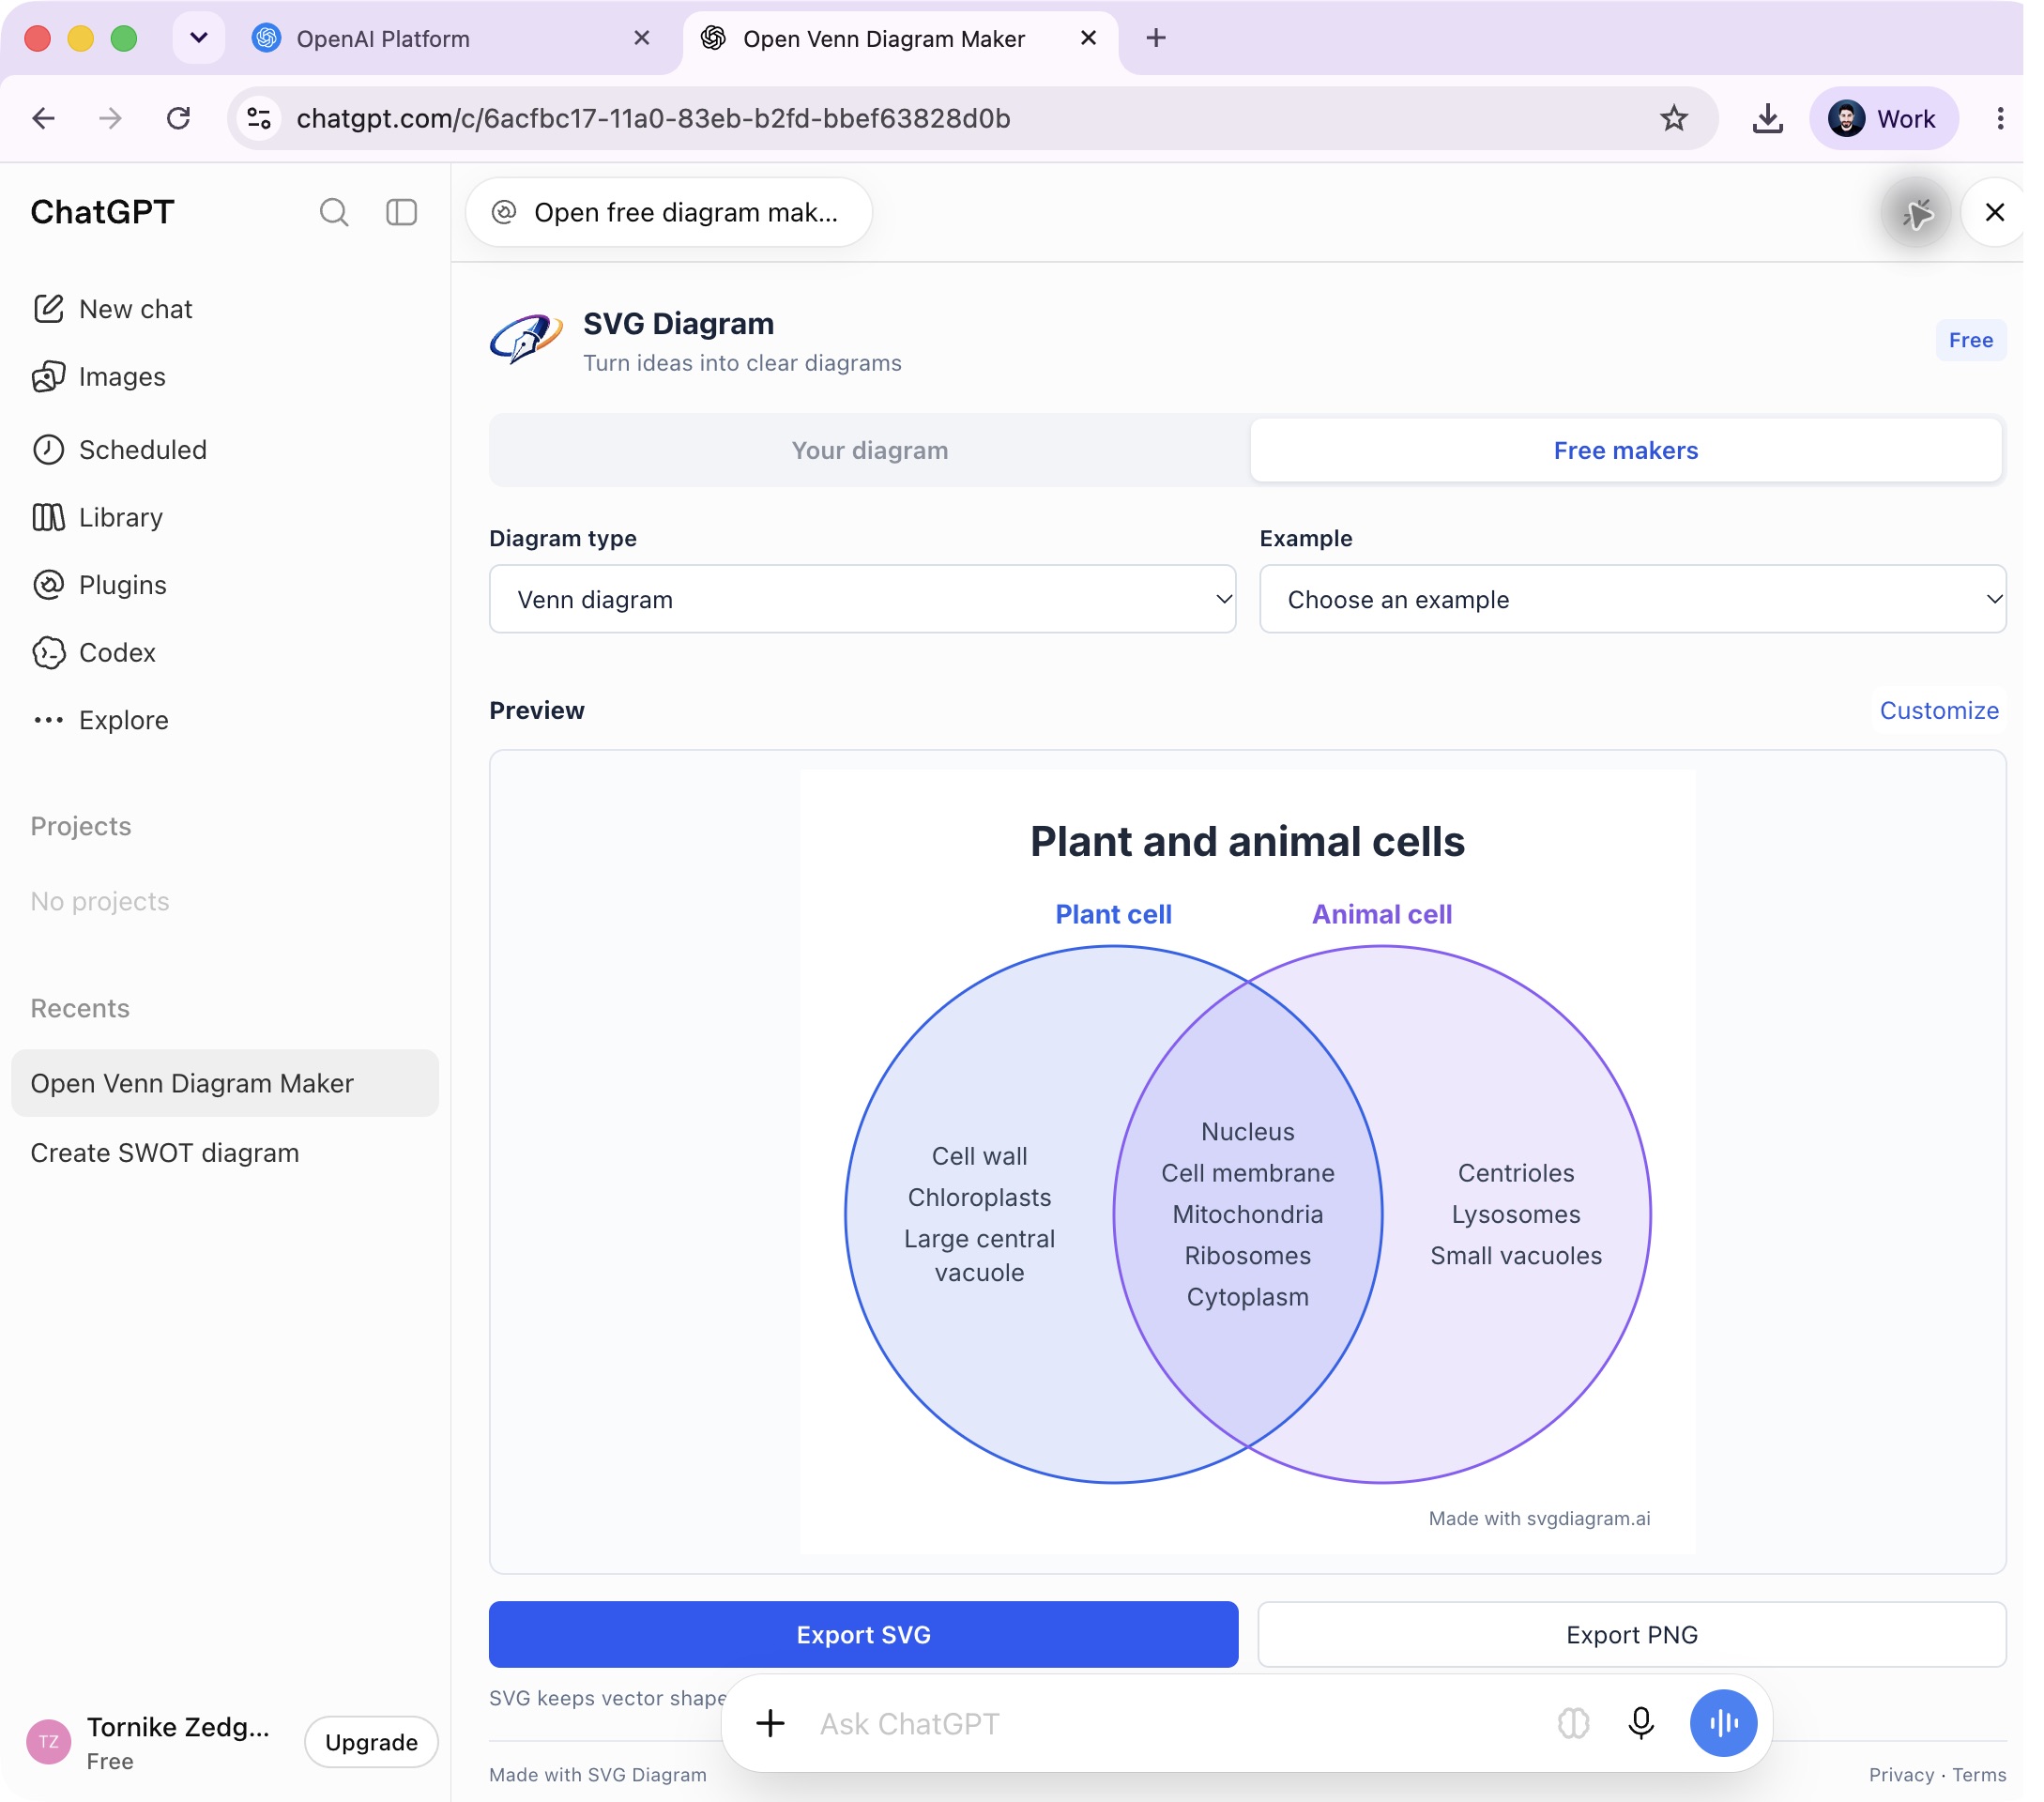 OpenAI Platform
Open Venn Diagram Maker
chatgpt.com/c/6acfbc17-11a0-83eb-b2fd-bbef63828d0b
Work
ChatGPT
Open free diagram mak...
New chat
Images
Scheduled
Library
Plugins
Codex
Explore
Projects
No projects
Recents
Open Venn Diagram Maker
Create SWOT diagram
TZ
Tornike Zedg...
Free
Upgrade
SVG Diagram
Turn ideas into clear diagrams
Free
Your diagram
Free makers
Diagram type
Example
Venn diagram
Choose an example
Preview
Customize
Plant and animal cells
Plant cell
Animal cell
Cell wall
Chloroplasts
Large central
vacuole
Nucleus
Cell membrane
Mitochondria
Ribosomes
Cytoplasm
Centrioles
Lysosomes
Small vacuoles
Made with svgdiagram.ai
Export SVG
Export PNG
SVG keeps vector shape
Ask ChatGPT
Made with SVG Diagram
Privacy · Terms